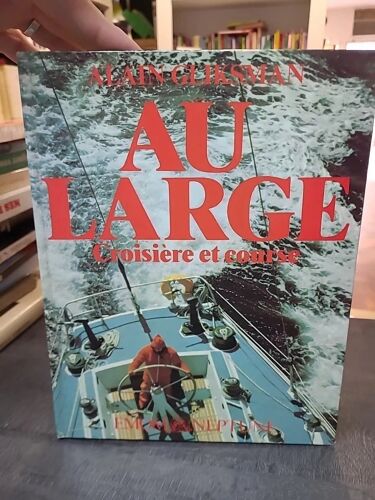 ALAIN GLIKSMAN
AU
LARGE
Croisière et course